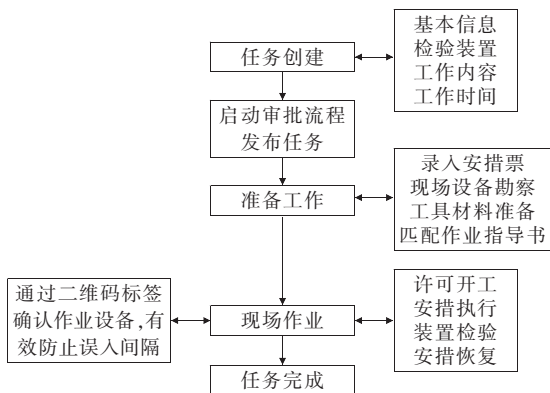 任务创建
基本信息
检验装置
工作内容
工作时间
启动审批流程
发布任务
准备工作
录入安措票
现场设备勘察
工具材料准备
匹配作业指导书
通过二维码标签
确认作业设备,有
效防止误入间隔
现场作业
许可开工
安措执行
装置检验
安措恢复
任务完成